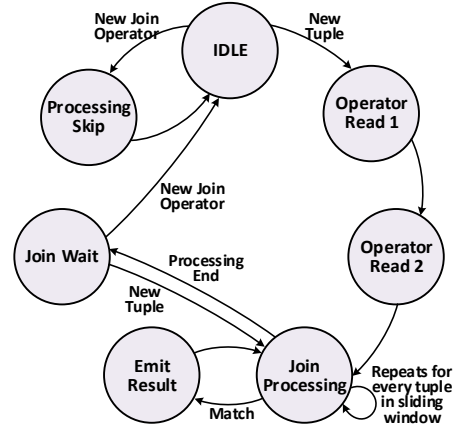 New Join
Operator
IDLE
New
Tuple
Processing
Skip
Operator
Read 1
New Join
Operator
Join Wait
Processing
End
Operator
Read 2
New
Tuple
Emit
Result
Join
Processing
Match
Repeats for
every tuple
in sliding
window